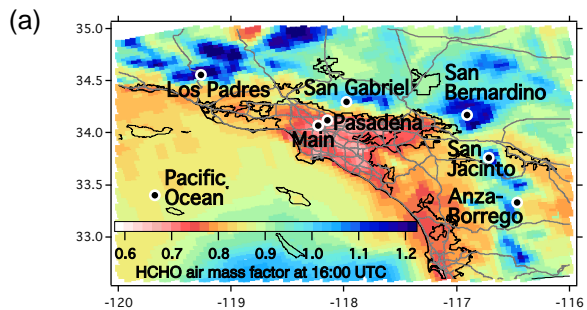 (a)
35.0
34.5
34.0
33.5
33.0
Los Padres
San Gabriel
San
Bernardino
Pasadena
Main
San
Jacinto
Pacific
Ocean
Anza-
Borrego
0.6 0.7 0.8 0.9 1.0 1.1 1.2
HCHO air mass factor at 16:00 UTC
-120 -119 -118 -117 -116